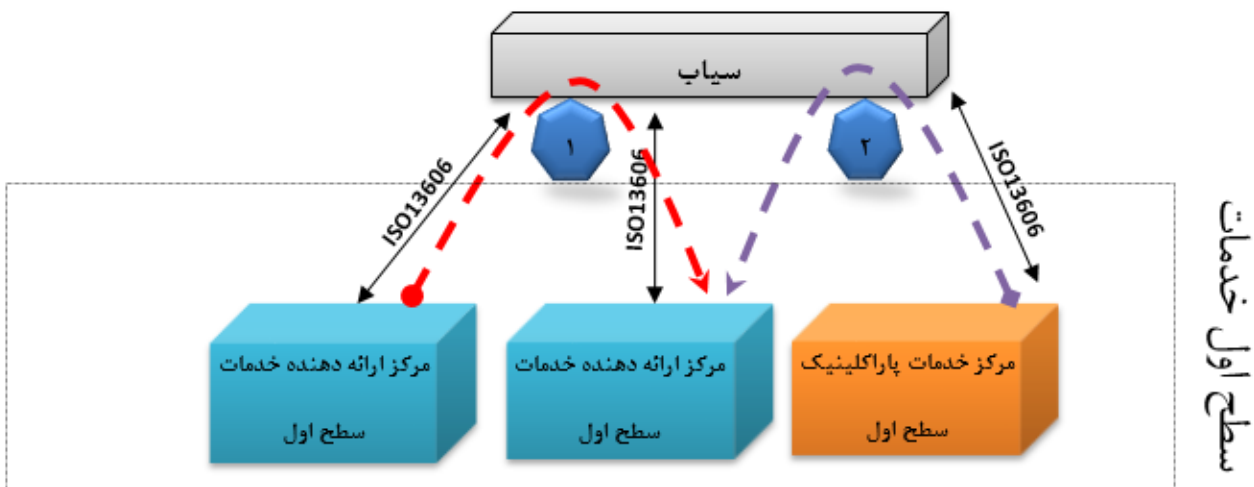 سیاب
۱
۲
ISO13606
ISO13606
ISO13606
سطح اول خدمات
مرکز ارائه دهنده خدمات
سطح اول
مرکز ارائه دهنده خدمات
سطح اول
مرکز خدمات پاراکلینیک
سطح اول